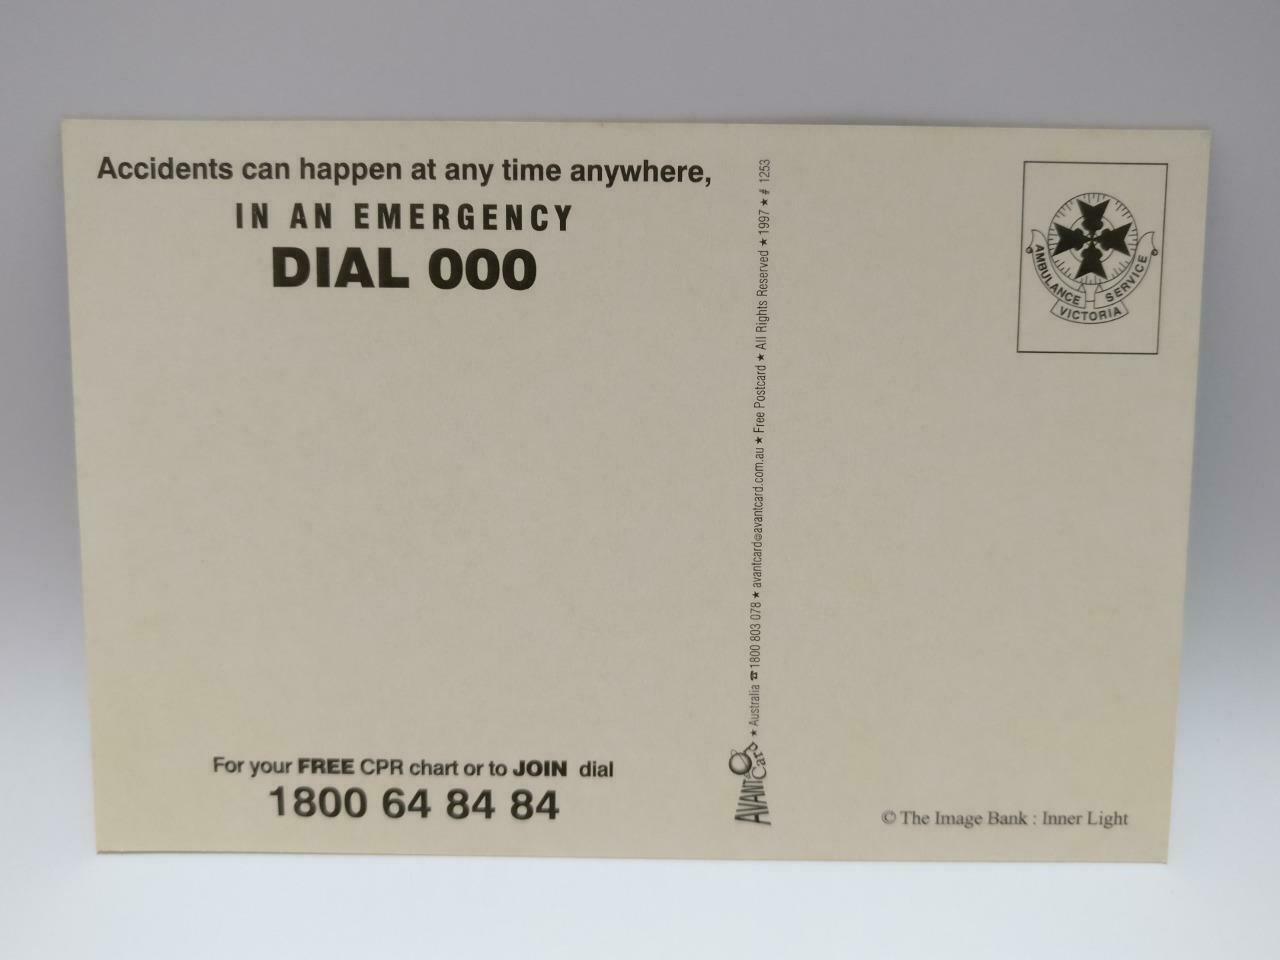 Accidents can happen at any time anywhere,
IN AN EMERGENCY
DIAL 000
For your FREE CPR chart or to JOIN dial
1800 64 84 84
AVANT Card ★ Australia ☎ 1800 803 078 ★ avantcard@avantcard.com.au ★ Free Postcard ★ All Rights Reserved ★ 1997 ★ # 1253
AMBULANCE SERVICE
VICTORIA
© The Image Bank : Inner Light